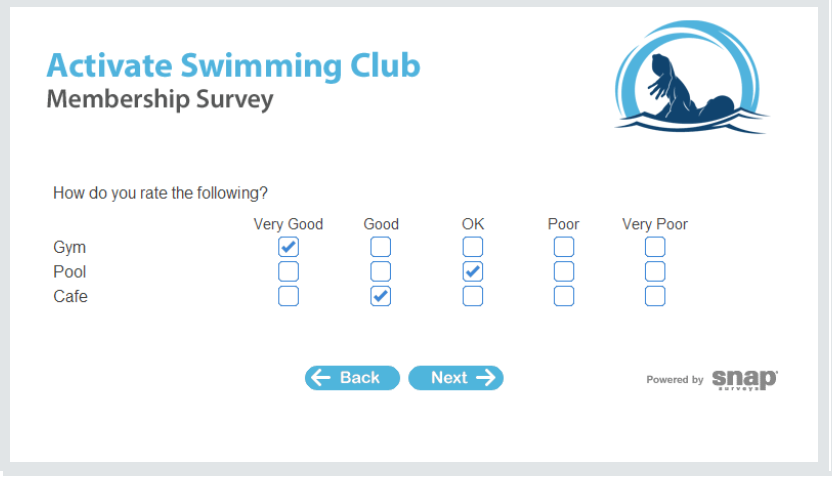 Activate Swimming Club
Membership Survey
How do you rate the following?
Very Good Good OK Poor Very Poor
Gym
Pool
Cafe
Back Next
Powered by snap
surveys